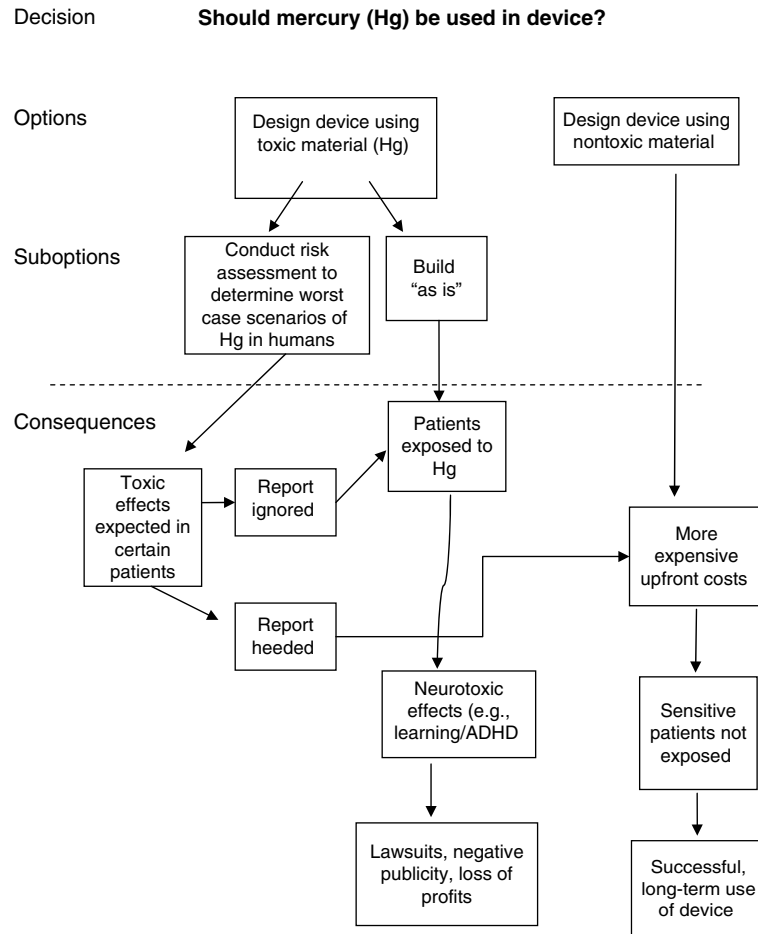 Decision
Should mercury (Hg) be used in device?
Options
Design device using
toxic material (Hg)
Design device using
nontoxic material
Suboptions
Conduct risk
assessment to
determine worst
case scenarios of
Hg in humans
Build
“as is”
Consequences
Patients
exposed to
Hg
Toxic
effects
expected in
certain
patients
Report
ignored
More
expensive
upfront costs
Report
heeded
Neurotoxic
effects (e.g.,
learning/ADHD
Sensitive
patients not
exposed
Lawsuits, negative
publicity, loss of
profits
Successful,
long-term use
of device